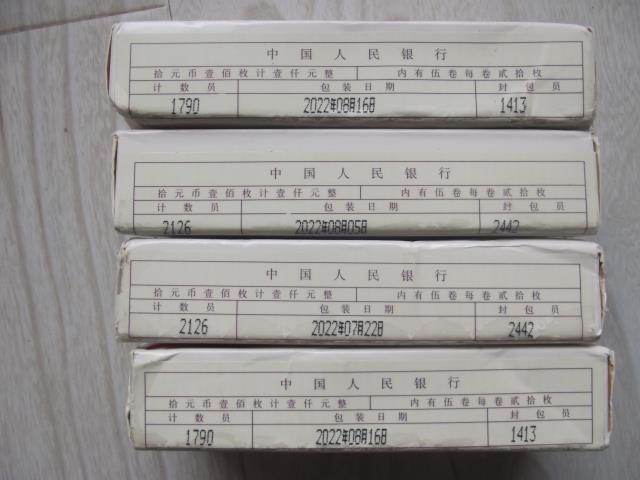 中国人民银行
拾元币壹佰枚计壹仟元整 内有伍卷每卷贰拾枚
计数员 包装日期 封包员
1790 2022年08月16日 1413
中国人民银行
拾元币壹佰枚计壹仟元整 内有伍卷每卷贰拾枚
计数员 包装日期 封包员
2126 2022年08月05日 2442
中国人民银行
拾元币壹佰枚计壹仟元整 内有伍卷每卷贰拾枚
计数员 包装日期 封包员
2126 2022年07月22日 2442
中国人民银行
拾元币壹佰枚计壹仟元整 内有伍卷每卷贰拾枚
计数员 包装日期 封包员
1790 2022年08月16日 1413